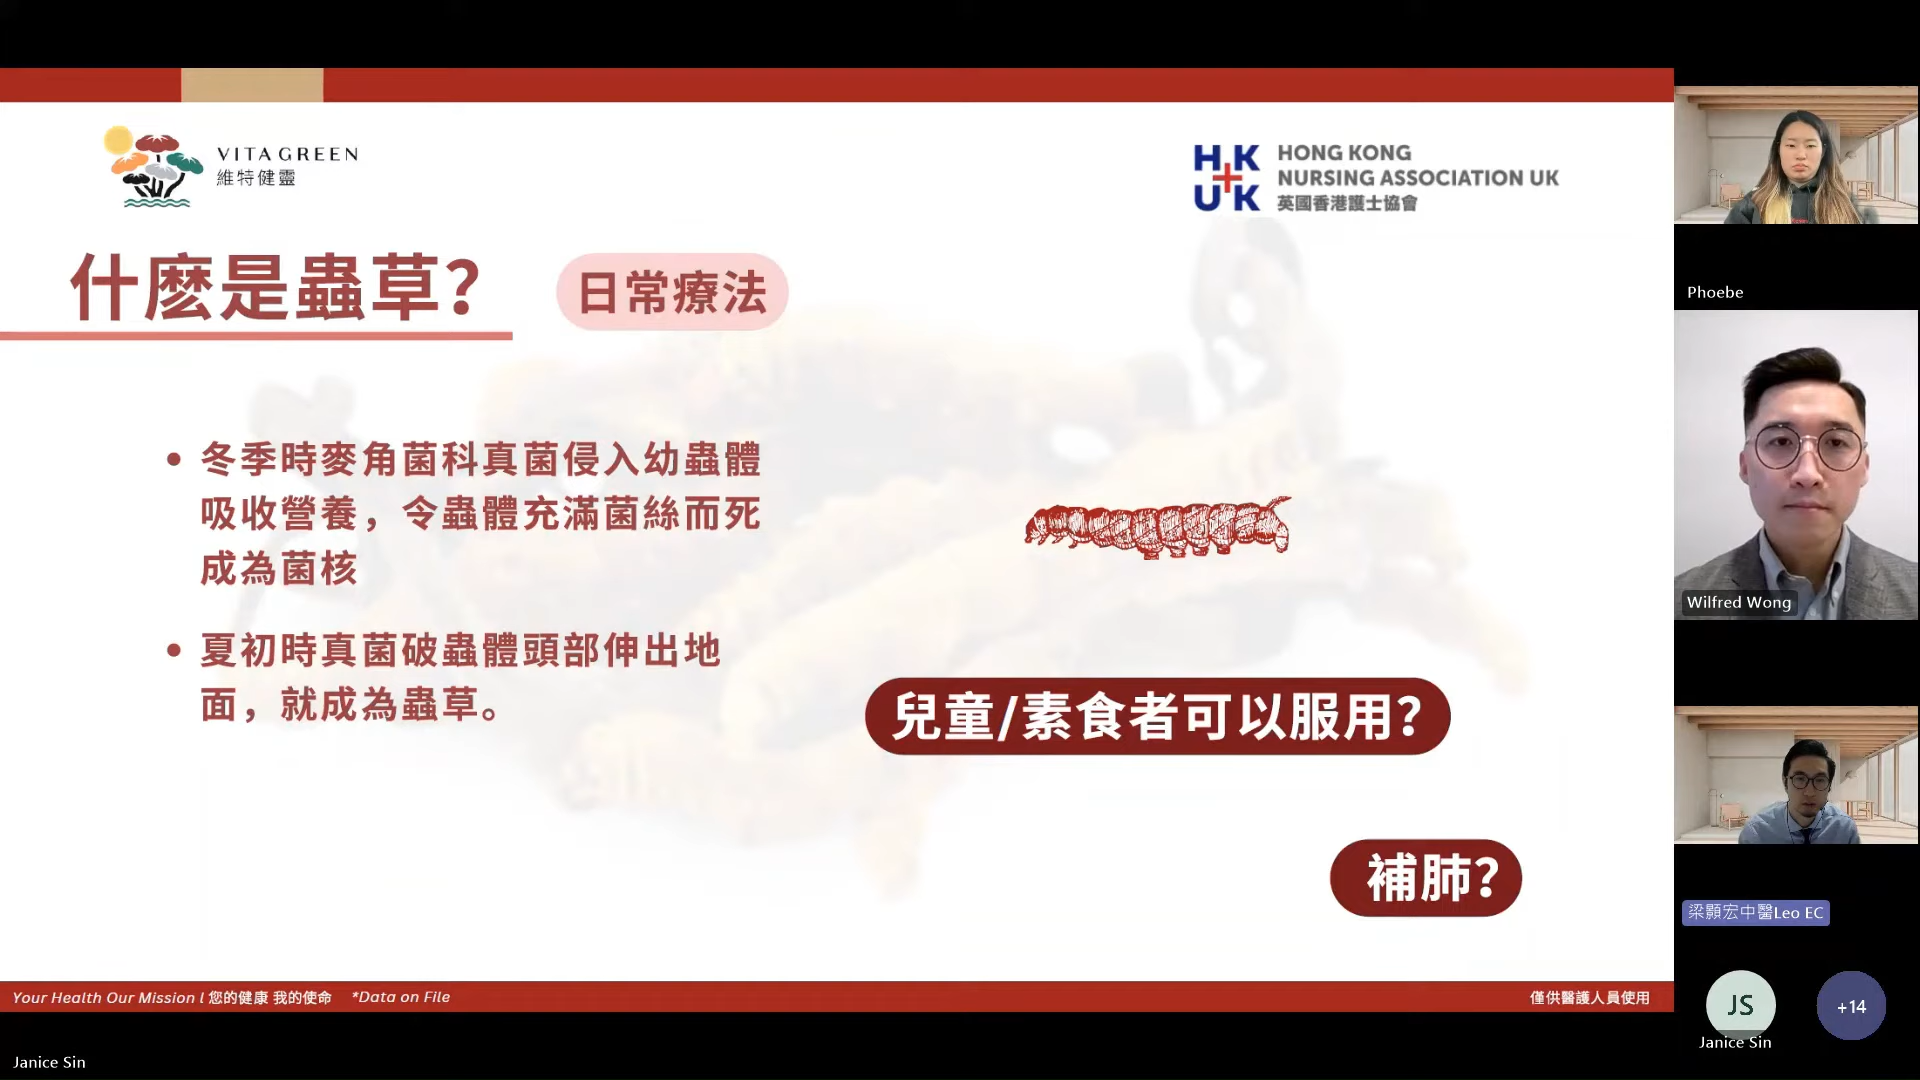 VITA GREEN
維特健靈
HK
UK
HONG KONG
NURSING ASSOCIATION UK
英國香港護士協會
什麽是蟲草?
日常療法
• 冬季時麥角菌科真菌侵入幼蟲體
吸收營養，令蟲體充滿菌絲而死
成為菌核
• 夏初時真菌破蟲體頭部伸出地
面，就成為蟲草。
兒童/素食者可以服用?
補肺?
Your Health Our Mission l 您的健康 我的使命 *Data on File
僅供醫護人員使用
Janice Sin
Phoebe
Wilfred Wong
梁顥宏中醫Leo EC
JS
Janice Sin
+14